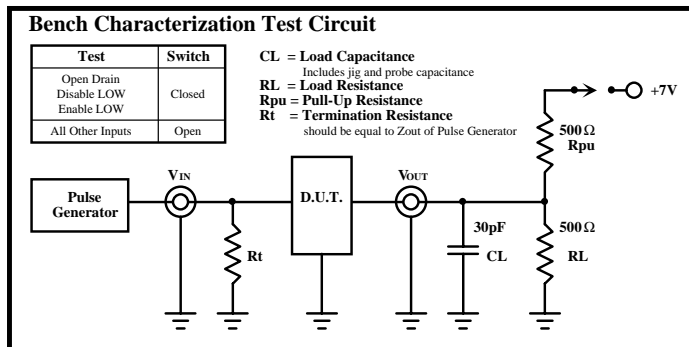 Bench Characterization Test Circuit
Test Switch
Open Drain
Disable LOW
Enable LOW
Closed
All Other Inputs Open
CL = Load Capacitance
Includes jig and probe capacitance
RL = Load Resistance
Rpu = Pull-Up Resistance
Rt = Termination Resistance
should be equal to Zout of Pulse Generator
+7V
500Ω
Rpu
VIN
VOUT
Pulse
Generator
D.U.T.
Rt
30pF
CL
500Ω
RL